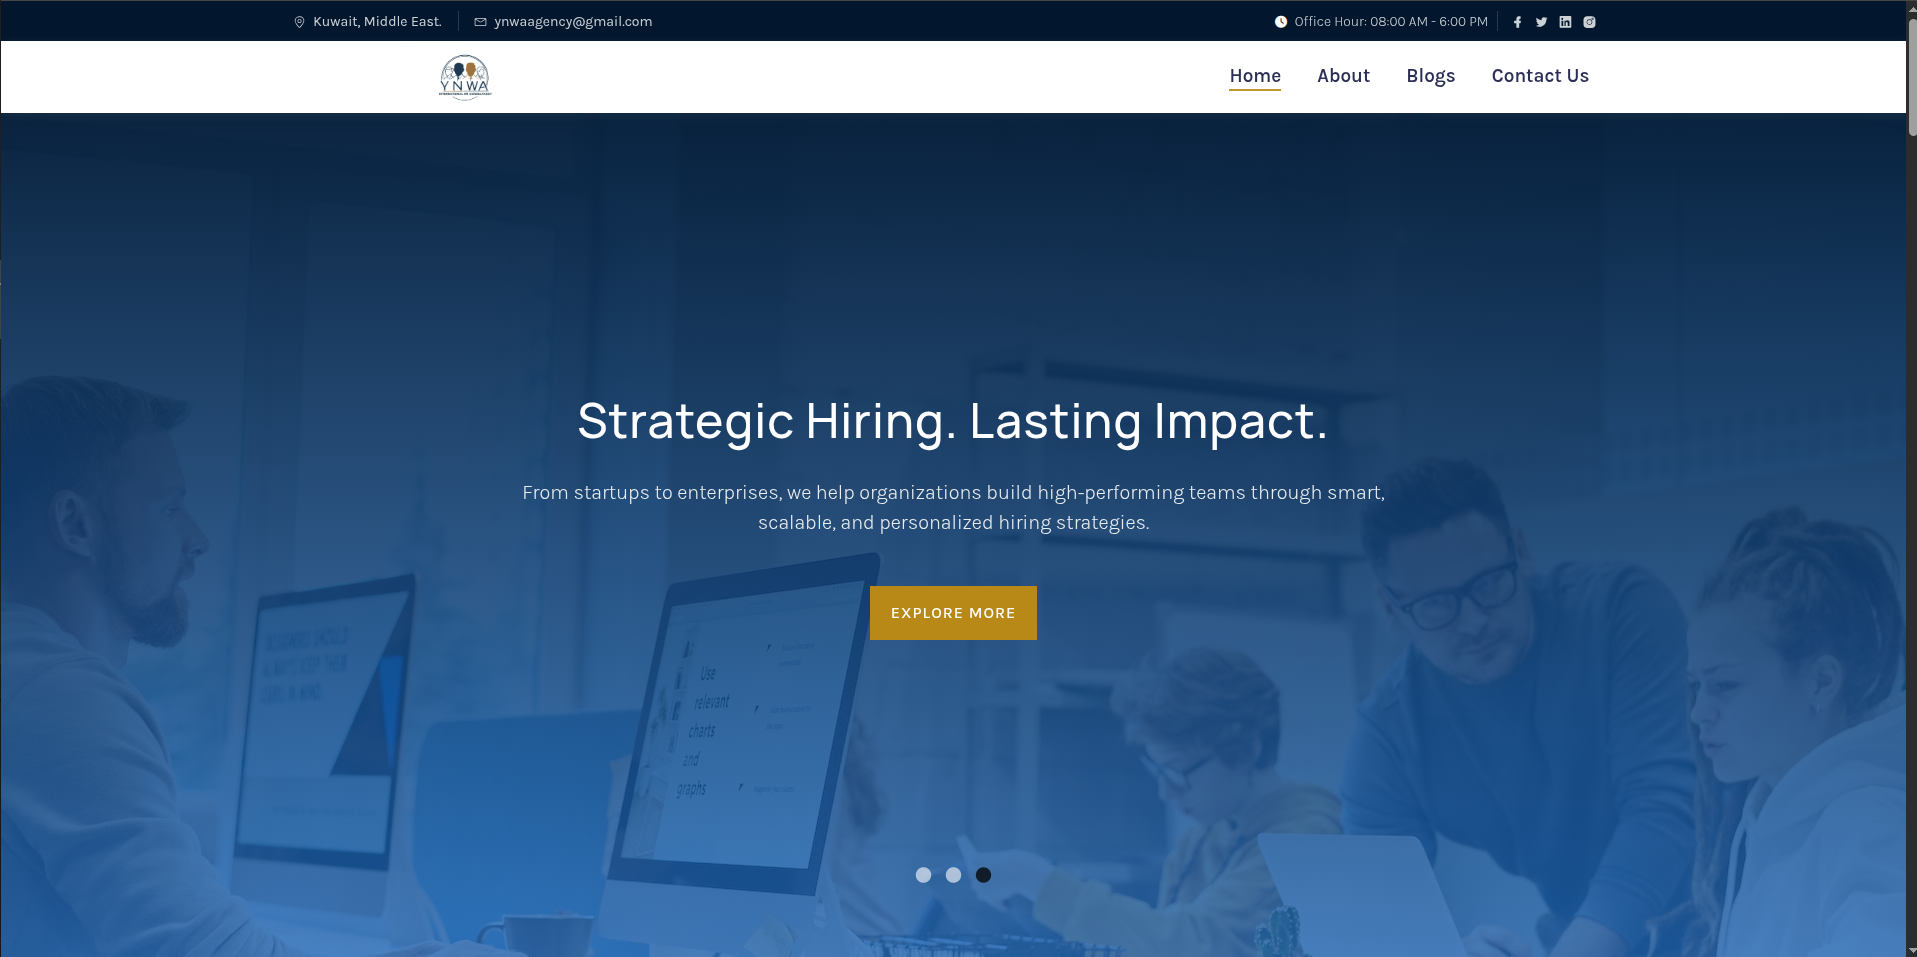 Kuwait, Middle East.
ynwaagency@gmail.com
Office Hour: 08:00 AM - 6:00 PM
YNWA
Home
About
Blogs
Contact Us
Strategic Hiring. Lasting Impact.
From startups to enterprises, we help organizations build high-performing teams through smart,
scalable, and personalized hiring strategies.
EXPLORE MORE
Use
relevant
charts
and
graphs